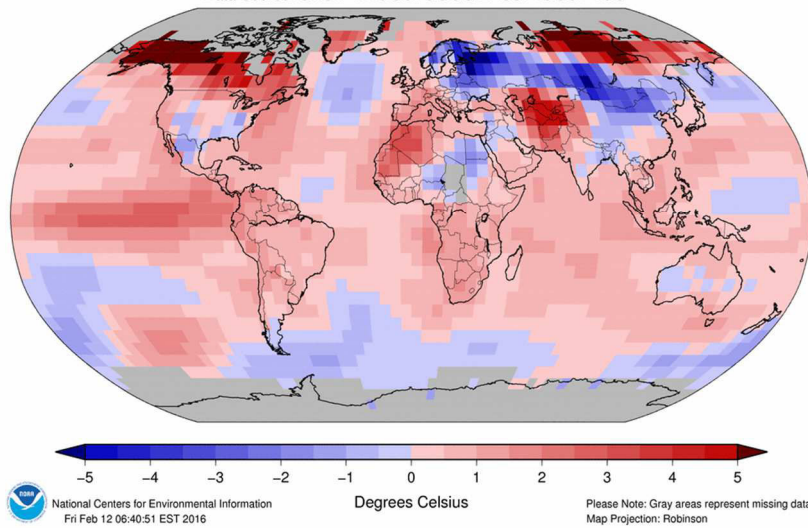 −5 −4 −3 −2 −1 0 1 2 3 4 5
NOAA
National Centers for Environmental Information
Fri Feb 12 06:40:51 EST 2016
Degrees Celsius
Please Note: Gray areas represent missing data
Map Projection: Robinson